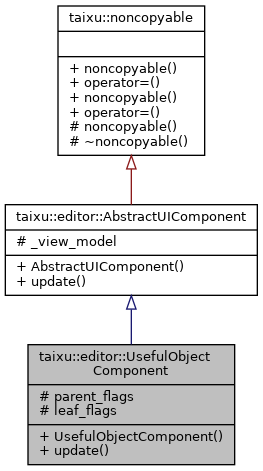 taixu::noncopyable
+ noncopyable()
+ operator=()
+ noncopyable()
+ operator=()
# noncopyable()
# ~noncopyable()
taixu::editor::AbstractUIComponent
# _view_model
+ AbstractUIComponent()
+ update()
taixu::editor::UsefulObject
Component
# parent_flags
# leaf_flags
+ UsefulObjectComponent()
+ update()